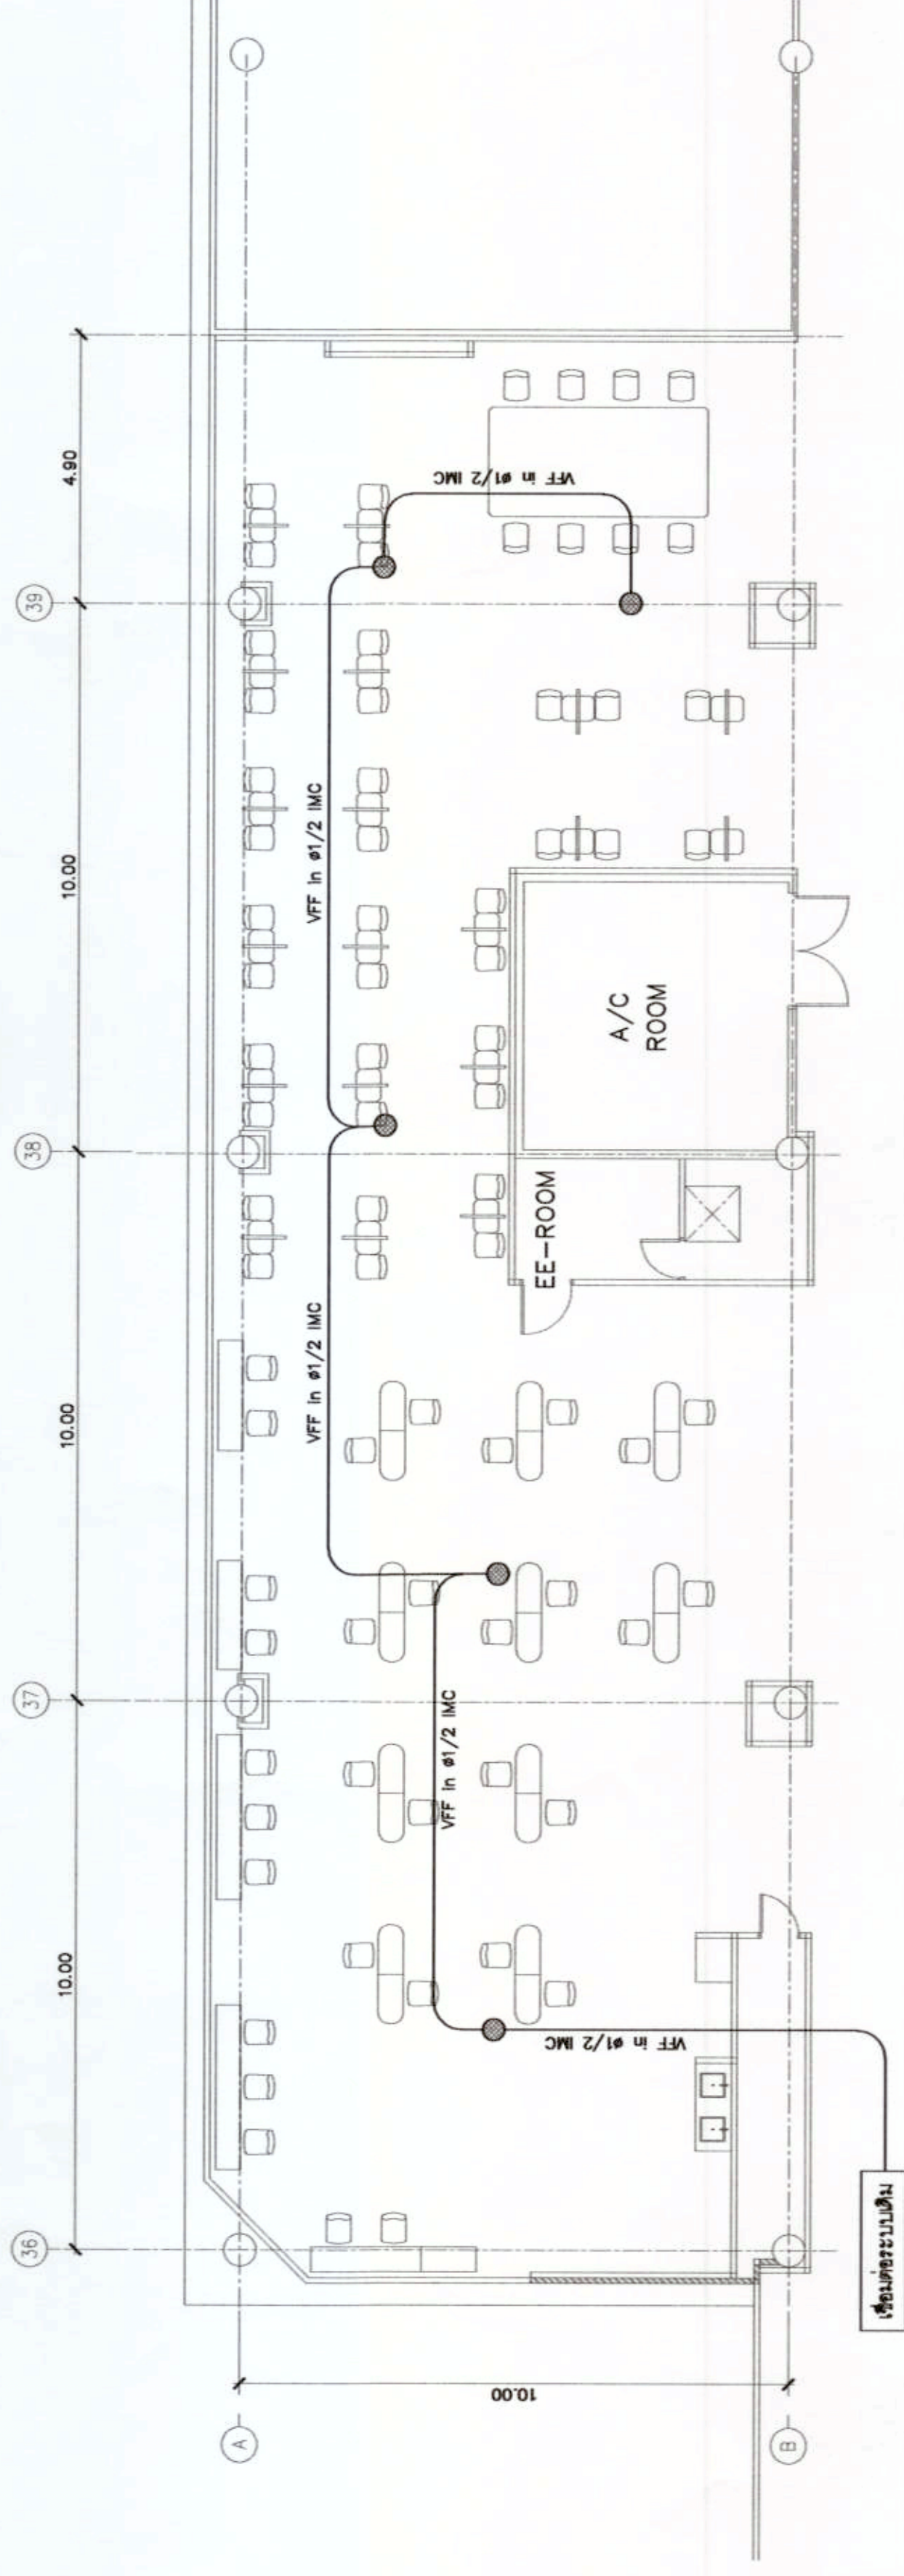 36
37
38
39
10.00
10.00
10.00
4.90
A
B
10.00
VFF in ø1/2 IMC
VFF in ø1/2 IMC
VFF in ø1/2 IMC
VFF in ø1/2 IMC
VFF in ø1/2 IMC
EE-ROOM
A/C
ROOM
เชื่อมต่อระบบเดิม